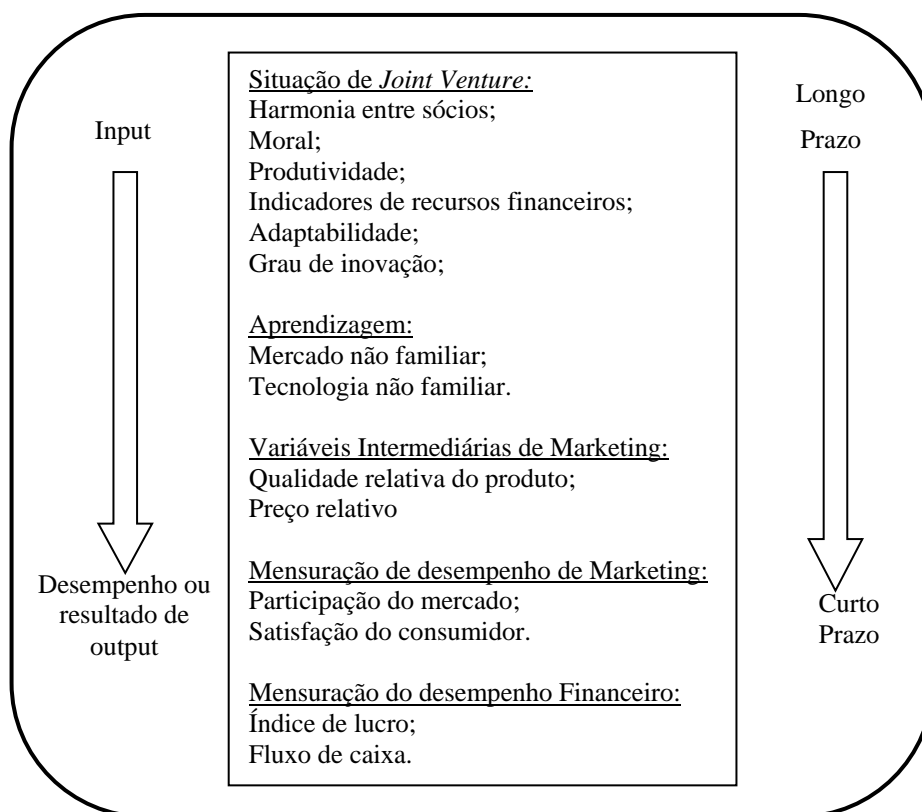 Input
Desempenho ou
resultado de
output
Situação de Joint Venture:
Harmonia entre sócios;
Moral;
Produtividade;
Indicadores de recursos financeiros;
Adaptabilidade;
Grau de inovação;
Aprendizagem:
Mercado não familiar;
Tecnologia não familiar.
Variáveis Intermediárias de Marketing:
Qualidade relativa do produto;
Preço relativo
Mensuração de desempenho de Marketing:
Participação do mercado;
Satisfação do consumidor.
Mensuração do desempenho Financeiro:
Índice de lucro;
Fluxo de caixa.
Longo
Prazo
Curto
Prazo